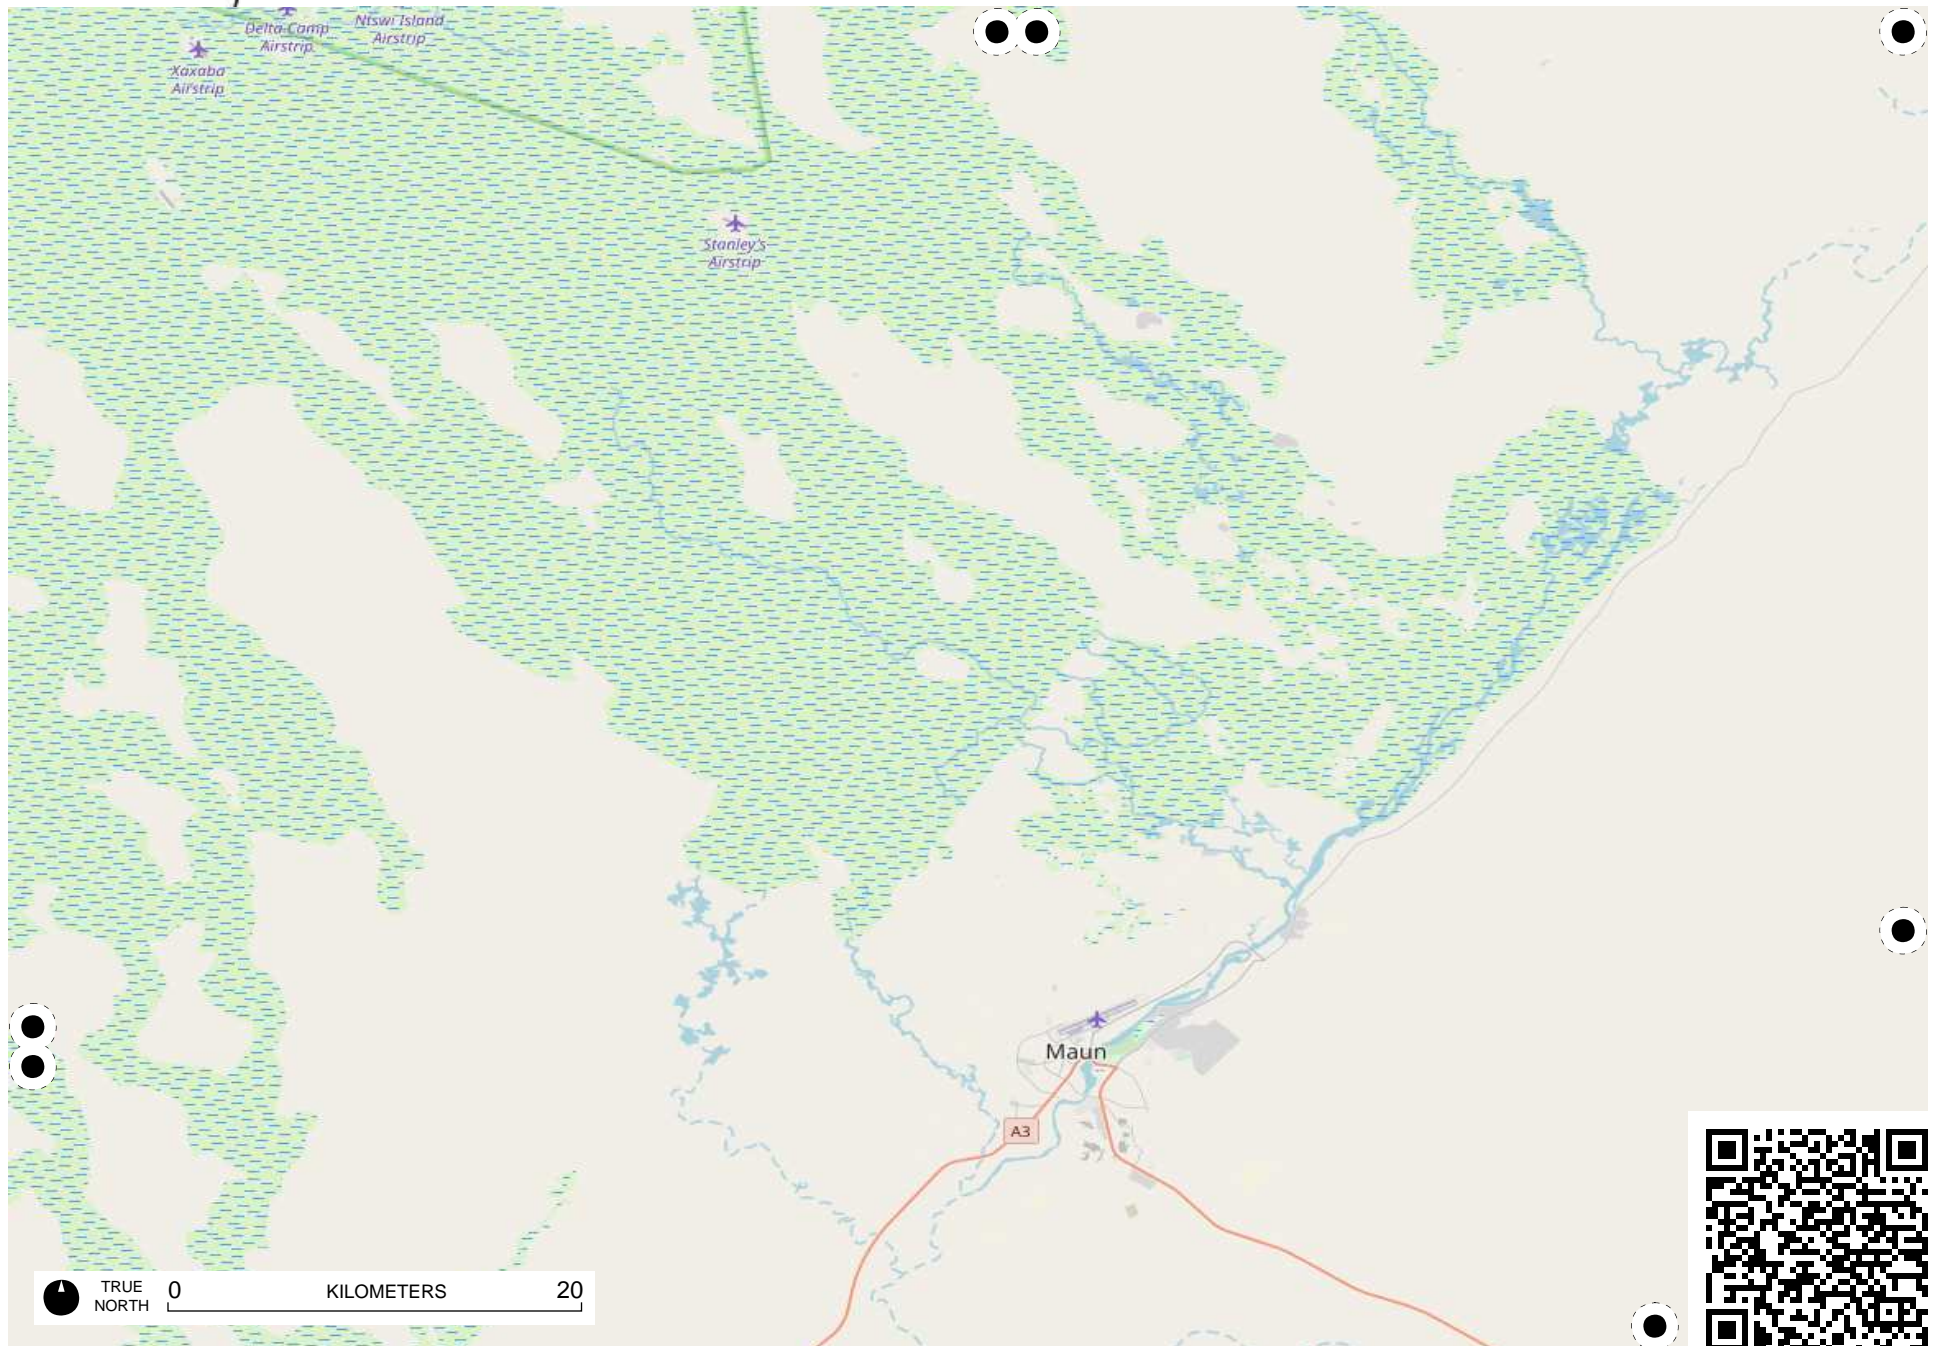 Delta Camp
Airstrip
Ntswi Island
Airstrip
Xaxaba
Airstrip
Stanley's
Airstrip
Maun
A3
TRUE
NORTH
0 KILOMETERS 20